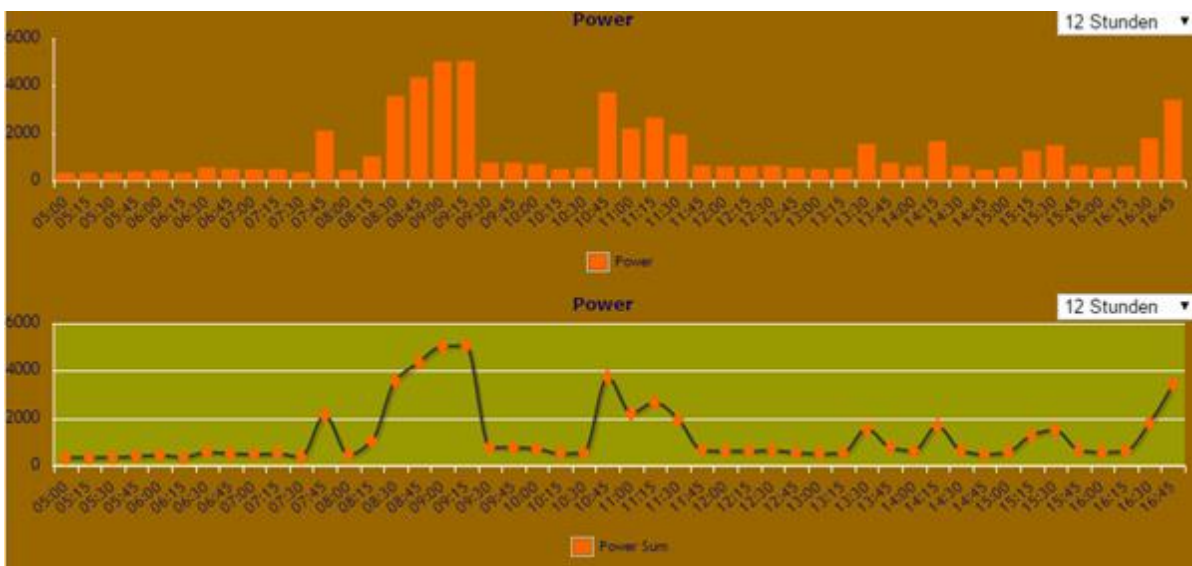 Power
12 Stunden
6000
4000
2000
0
05:00 05:15 05:30 05:45 06:00 06:15 06:30 06:45 07:00 07:15 07:30 07:45 08:00 08:15 08:30 08:45 09:00 09:15 09:30 09:45 10:00 10:15 10:30 10:45 11:00 11:15 11:30 11:45 12:00 12:15 12:30 12:45 13:00 13:15 13:30 13:45 14:00 14:15 14:30 14:45 15:00 15:15 15:30 15:45 16:00 16:15 16:30 16:45
Power
Power
12 Stunden
6000
4000
2000
0
05:00 05:15 05:30 05:45 06:00 06:15 06:30 06:45 07:00 07:15 07:30 07:45 08:00 08:15 08:30 08:45 09:00 09:15 09:30 09:45 10:00 10:15 10:30 10:45 11:00 11:15 11:30 11:45 12:00 12:15 12:30 12:45 13:00 13:15 13:30 13:45 14:00 14:15 14:30 14:45 15:00 15:15 15:30 15:45 16:00 16:15 16:30 16:45
Power Sum